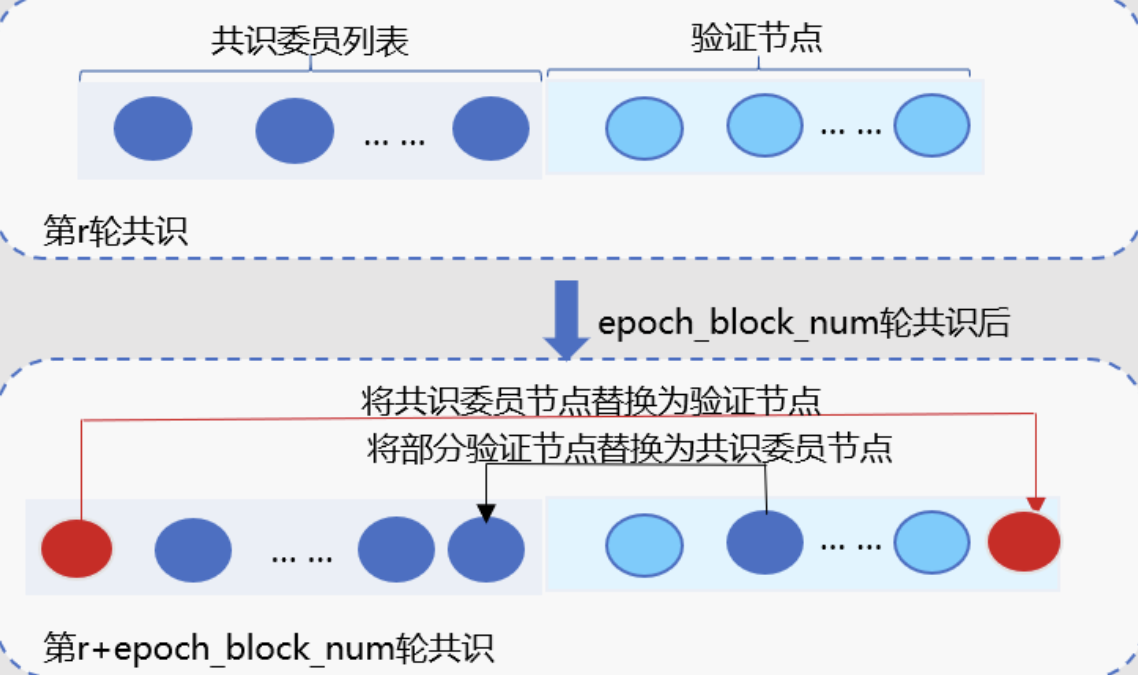 共识委员列表
验证节点
... ...
... ...
第r轮共识
epoch_block_num轮共识后
将共识委员节点替换为验证节点
将部分验证节点替换为共识委员节点
... ...
... ...
第r+epoch_block_num轮共识